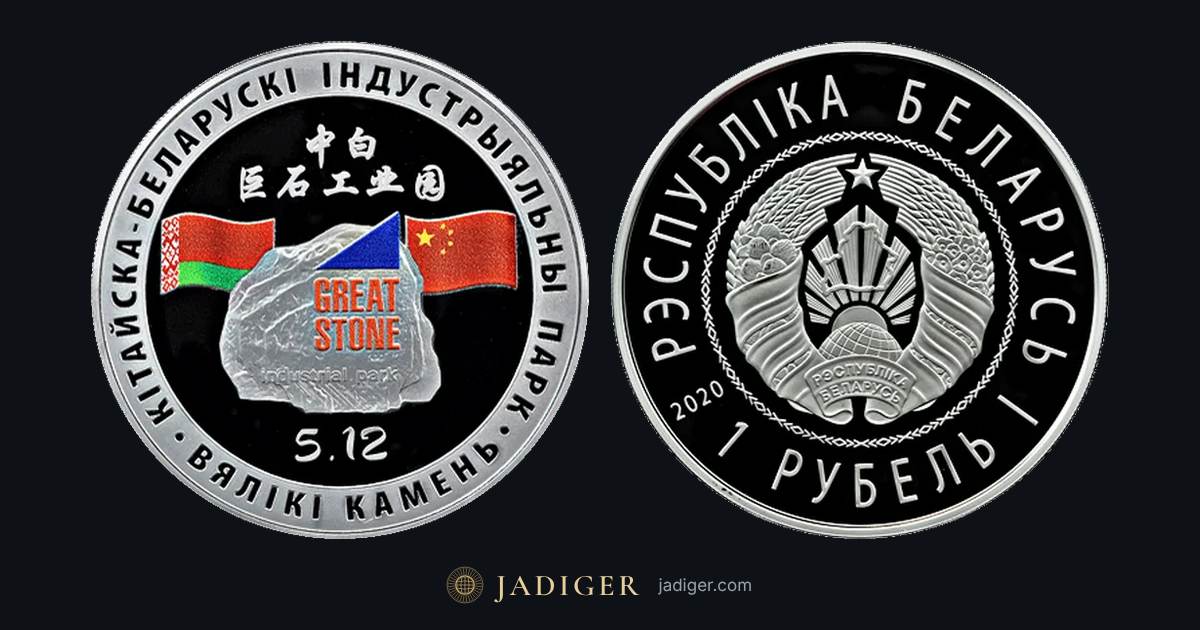 КІТАЙСКА-БЕЛАРУСКІ ІНДУСТРЫЯЛЬНЫ ПАРК
• ВЯЛІКІ КАМЕНЬ •
中白
巨石工业园
GREAT
STONE
industrial park
5.12
РЭСПУБЛІКА БЕЛАРУСЬ
РЭСПУБЛІКА
БЕЛАРУСЬ
2020
1 РУБЕЛЬ
JADIGER
jadiger.com